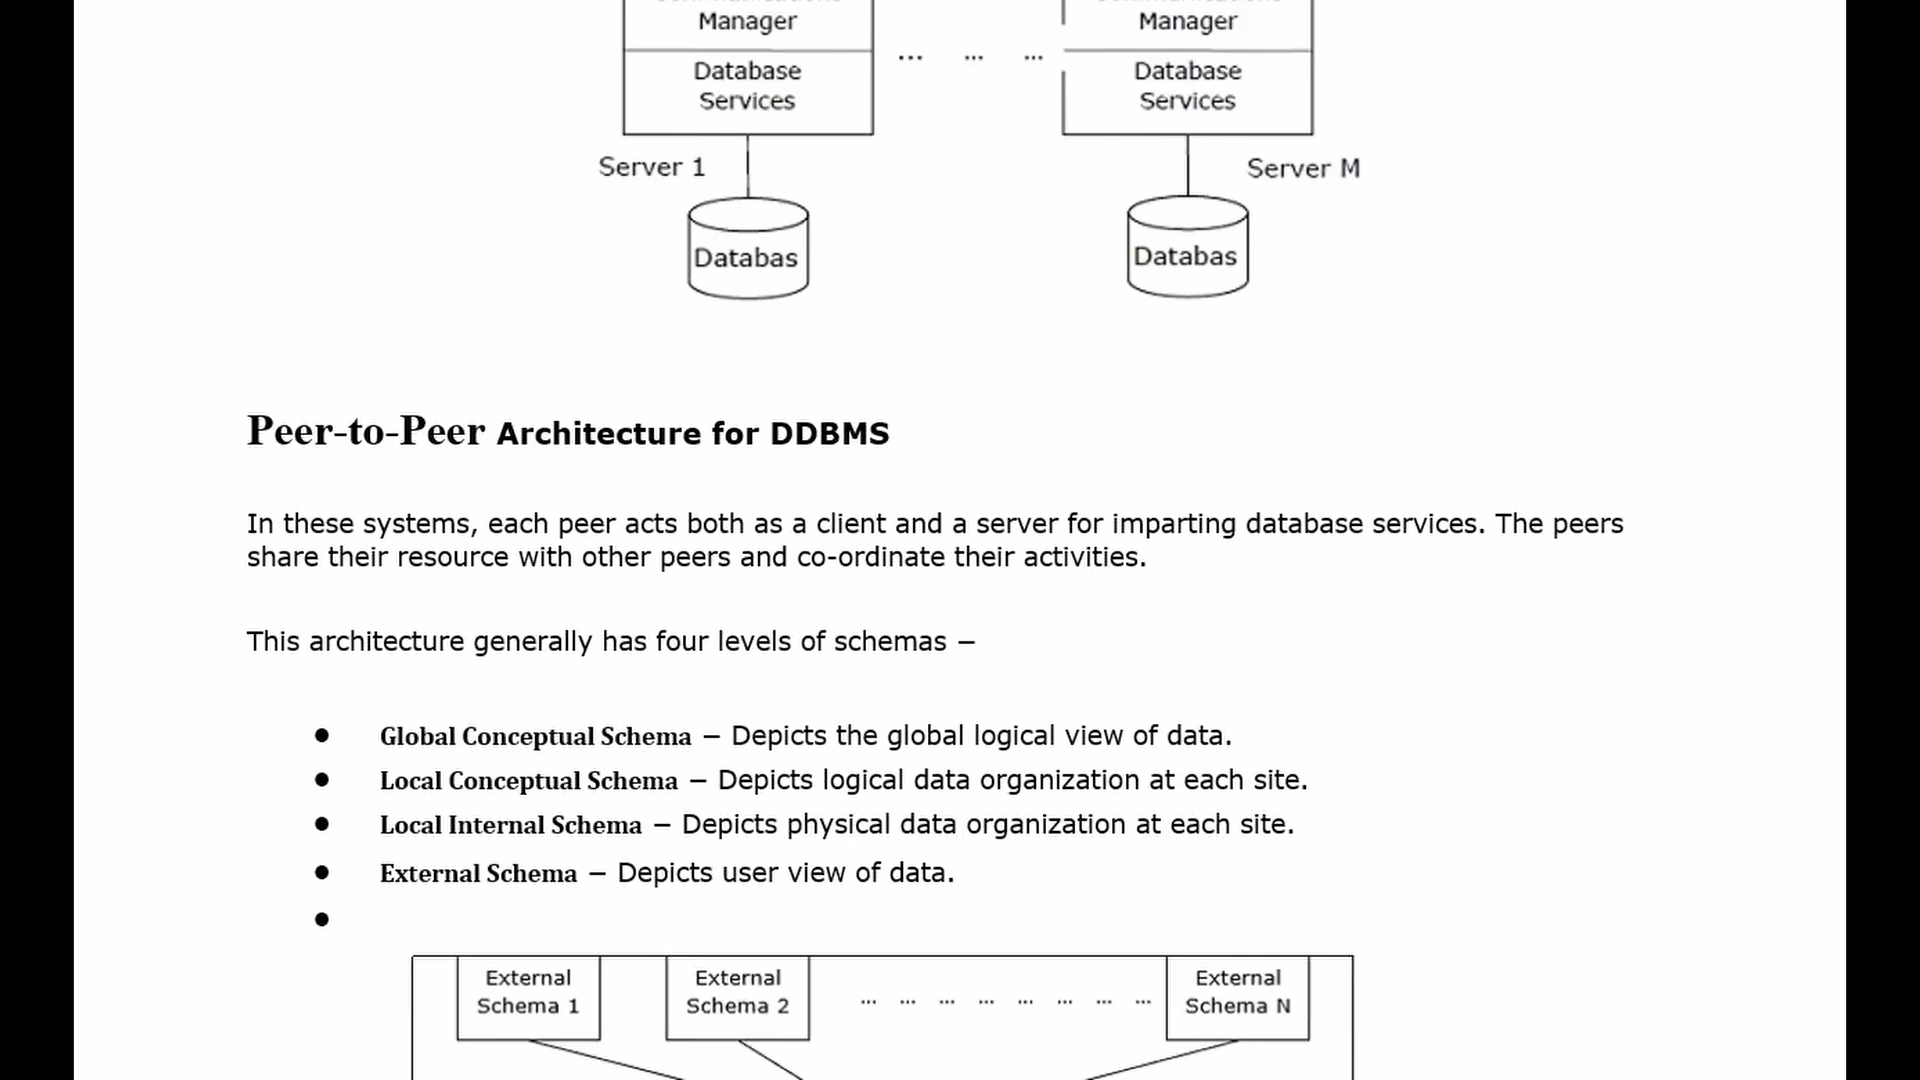 Manager Manager
... ... ...
Database Database
Services Services
Server 1 Server M
Databas Databas
Peer-to-Peer Architecture for DDBMS
In these systems, each peer acts both as a client and a server for imparting database services. The peers
share their resource with other peers and co-ordinate their activities.
This architecture generally has four levels of schemas −
● Global Conceptual Schema − Depicts the global logical view of data.
● Local Conceptual Schema − Depicts logical data organization at each site.
● Local Internal Schema − Depicts physical data organization at each site.
● External Schema − Depicts user view of data.
●
External External External
Schema 1 Schema 2 ... ... ... ... ... ... ... ... Schema N